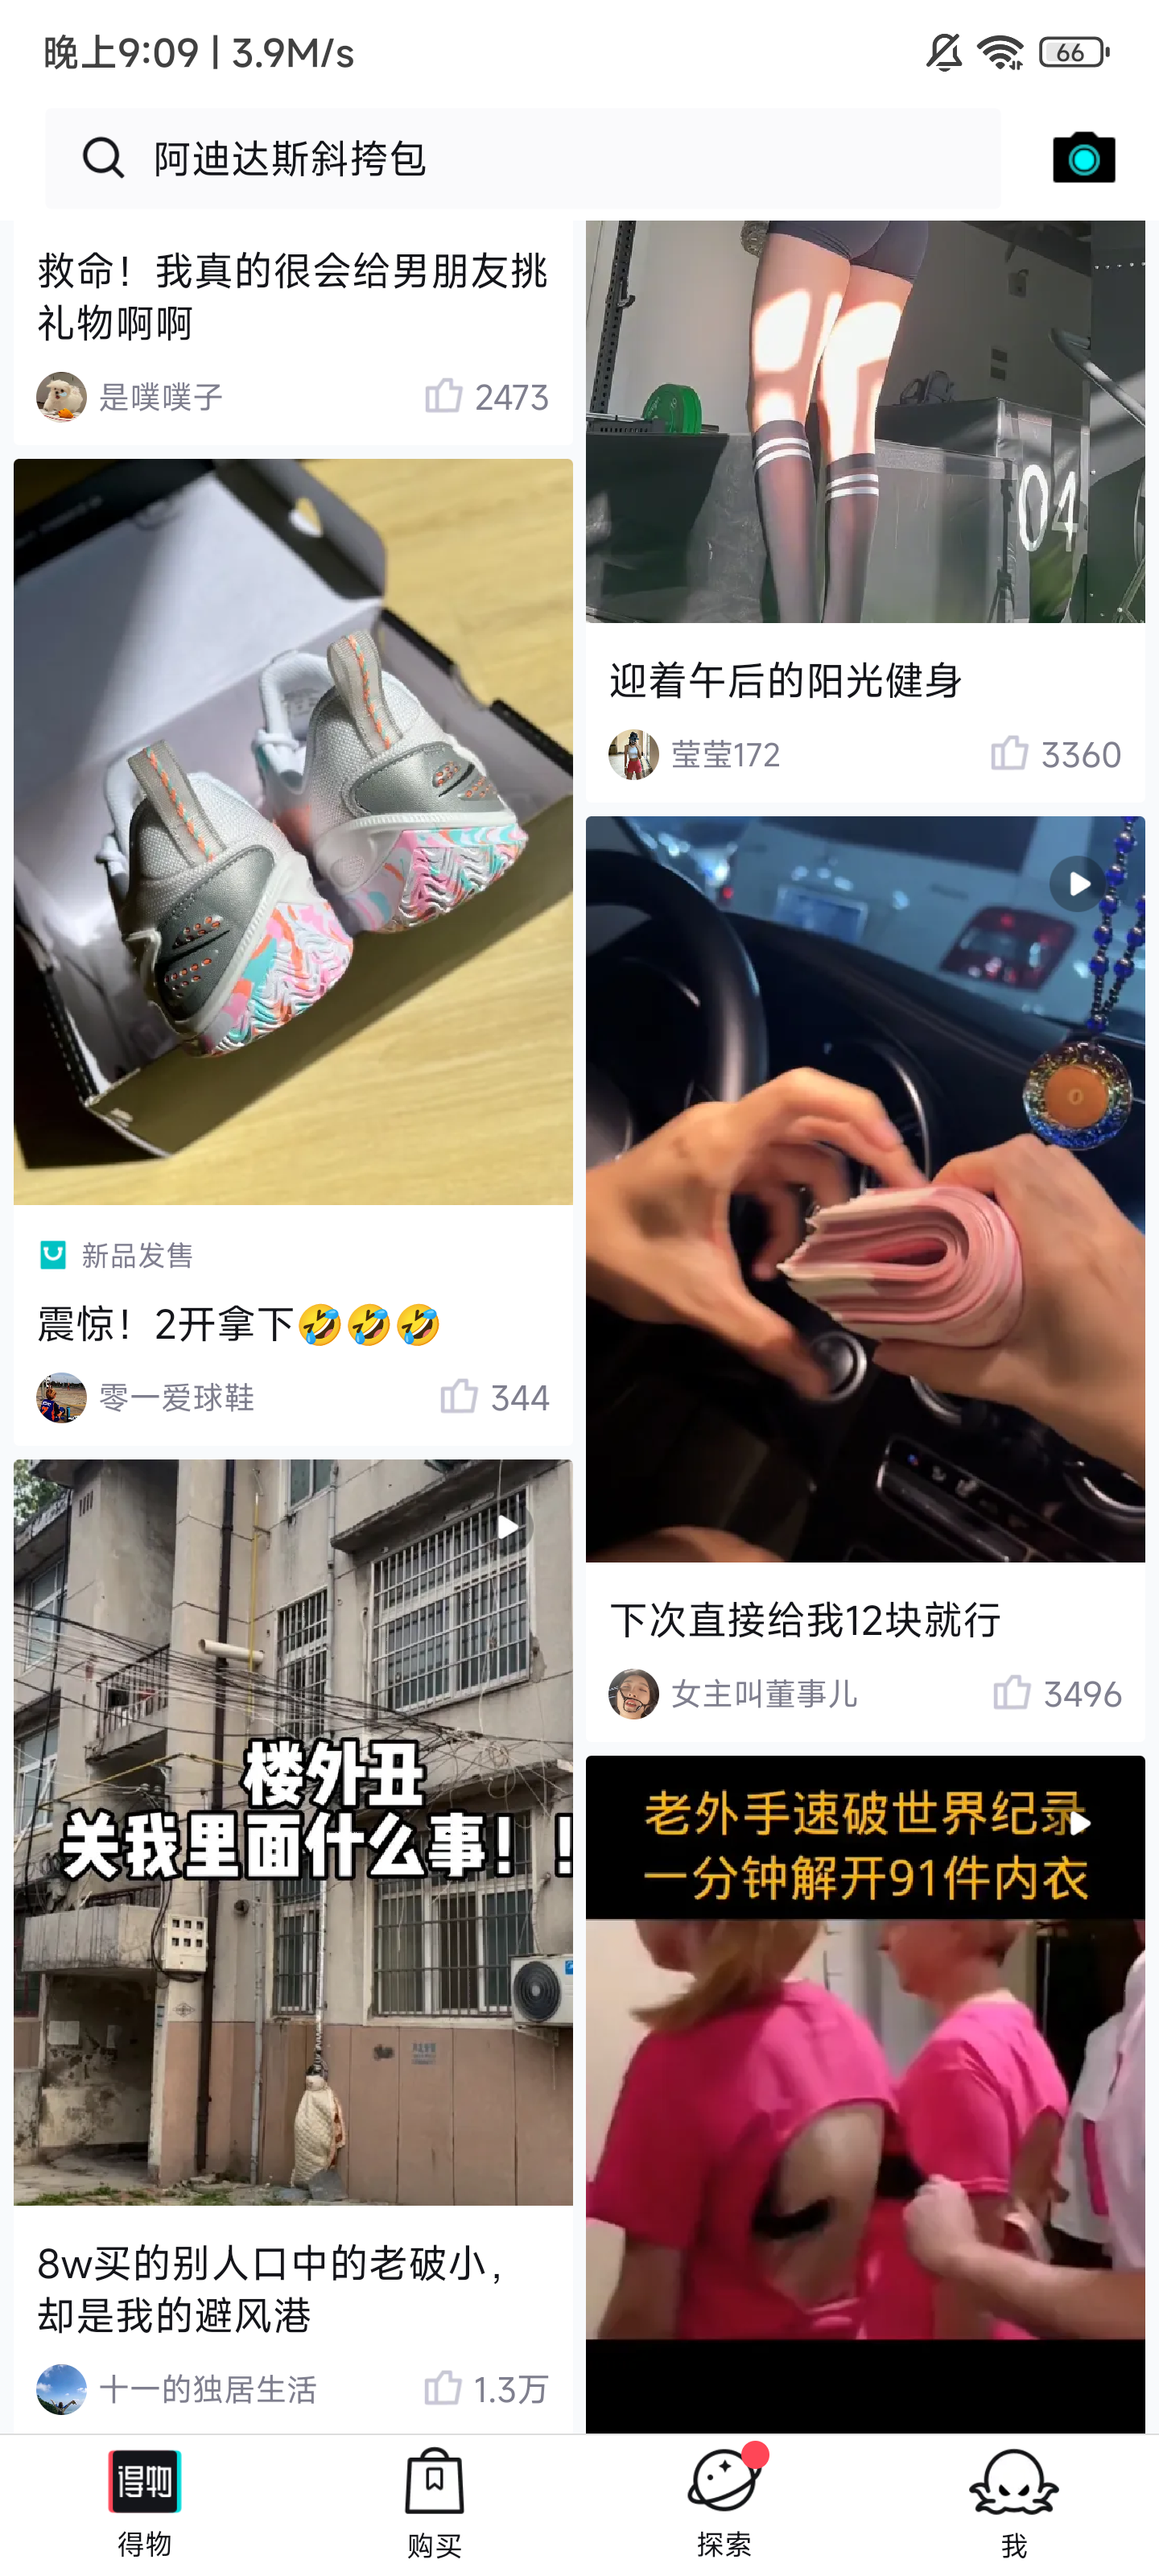 晚上9:09 | 3.9M/s
66
阿迪达斯斜挎包
救命！我真的很会给男朋友挑
礼物啊啊
是噗噗子 2473
新品发售
震惊！2开拿下🤣🤣🤣
零一爱球鞋 344
楼外丑
关我里面什么事！！
8w买的别人口中的老破小，
却是我的避风港
十一的独居生活 1.3万
04
迎着午后的阳光健身
莹莹172 3360
下次直接给我12块就行
女主叫董事儿 3496
老外手速破世界纪录
一分钟解开91件内衣
得物
得物
购买
探索
我